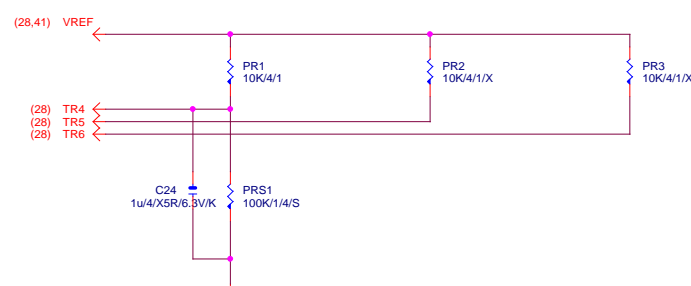 (28,41) VREF
PR1
10K/4/1
PR2
10K/4/1/X
PR3
10K/4/1/X
(28) TR4
(28) TR5
(28) TR6
C24
1u/4/X5R/6.3V/K
PRS1
100K/1/4/S